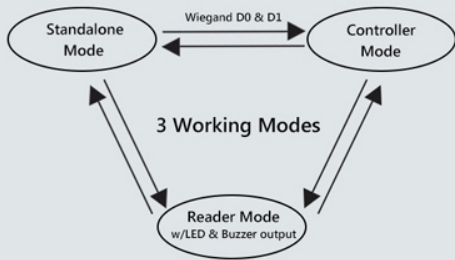 Standalone
Mode
Wiegand D0 & D1
Controller
Mode
3 Working Modes
Reader Mode
w/LED & Buzzer output